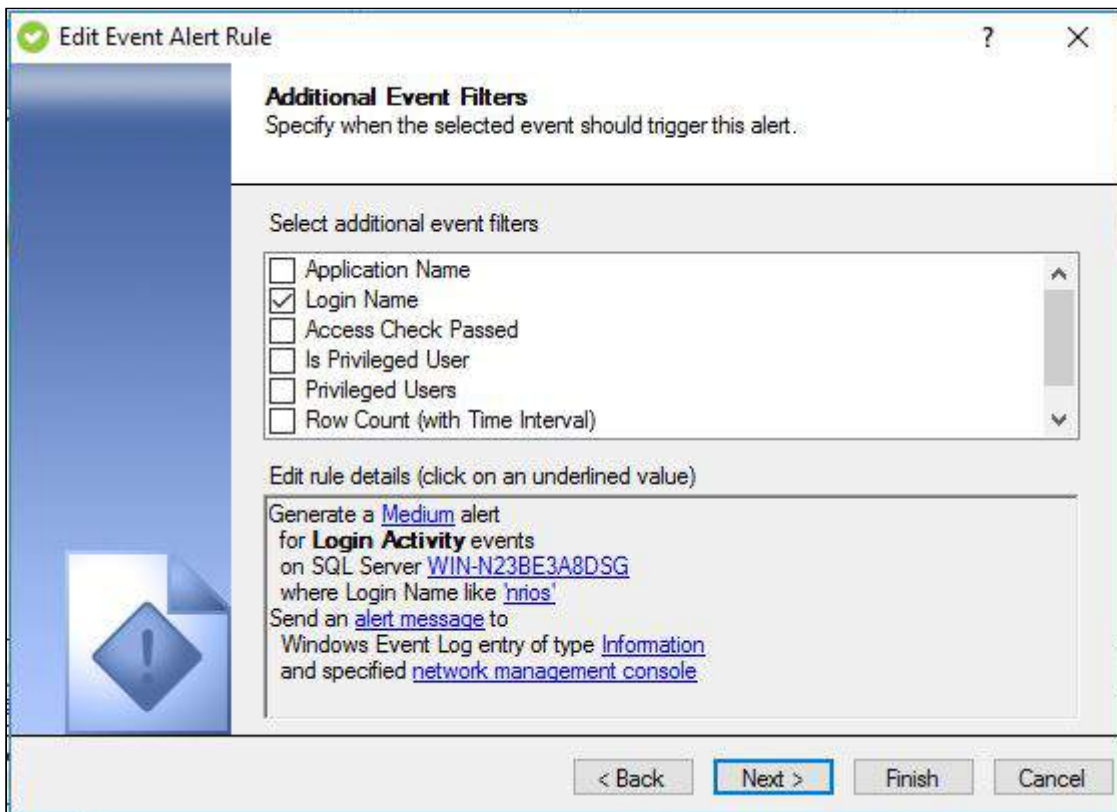 Edit Event Alert Rule
?
Additional Event Filters
Specify when the selected event should trigger this alert.
Select additional event filters
Application Name
Login Name
Access Check Passed
Is Privileged User
Privileged Users
Row Count (with Time Interval)
Edit rule details (click on an underlined value)
Generate a Medium alert
for Login Activity events
on SQL Server WIN-N23BE3A8DSG
where Login Name like 'nrios'
Send an alert message to
Windows Event Log entry of type Information
and specified network management console
< Back Next > Finish Cancel